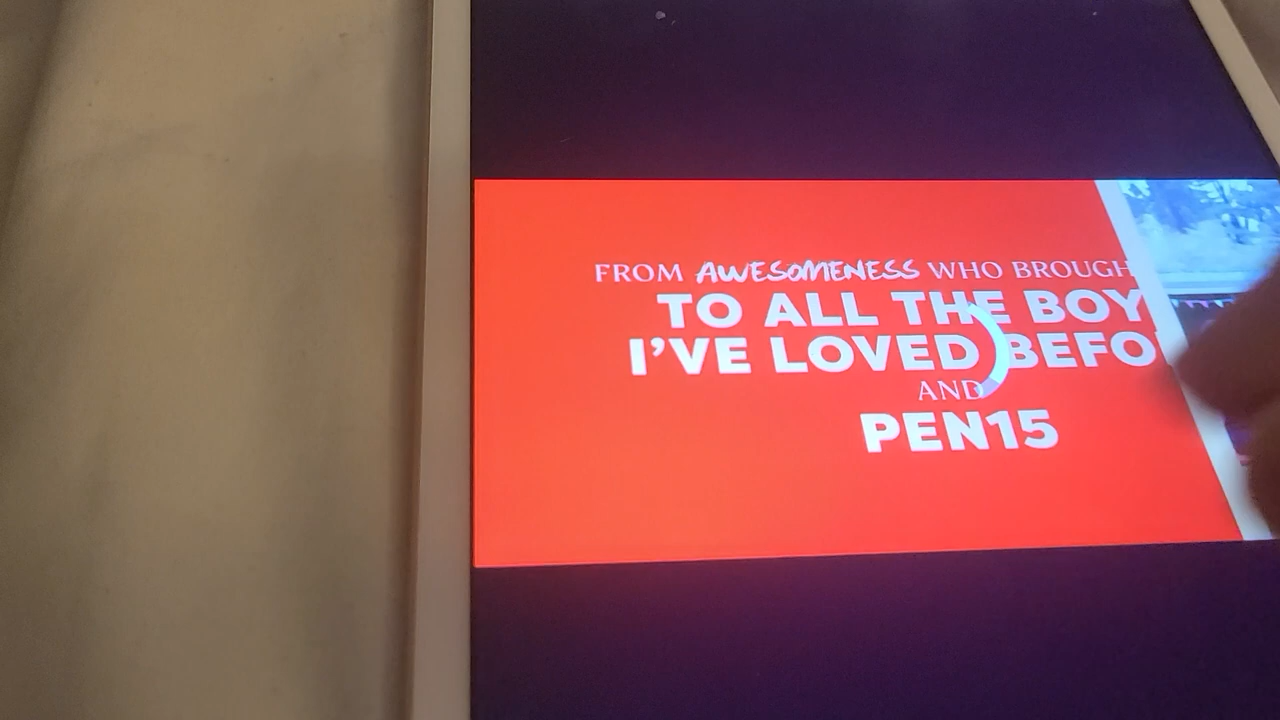 FROM AWESOMENESS WHO BROUGH
TO ALL THE BOY
I'VE LOVED BEFO
AND
PEN15